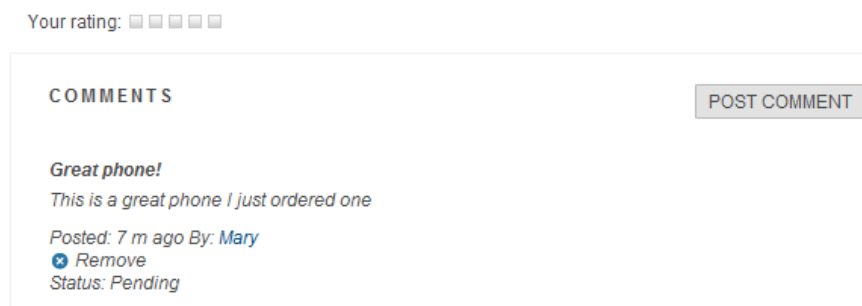 Your rating:
COMMENTS
POST COMMENT
Great phone!
This is a great phone I just ordered one
Posted: 7 m ago By: Mary
Remove
Status: Pending